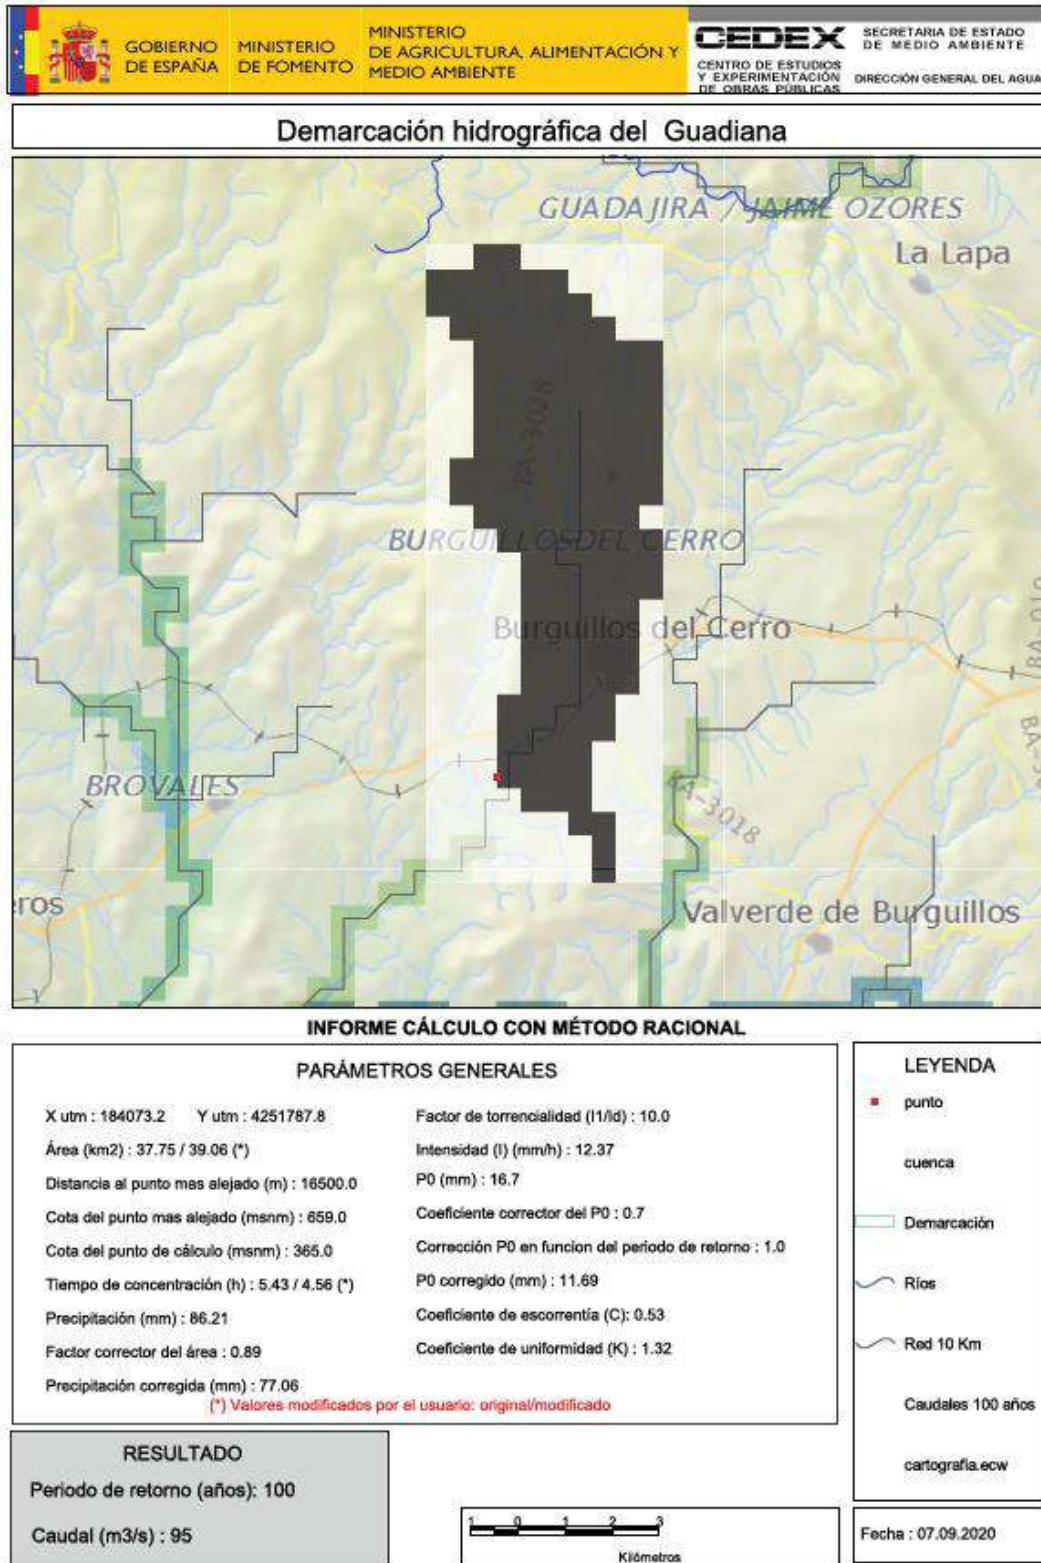 GOBIERNO
DE ESPAÑA
MINISTERIO
DE FOMENTO
MINISTERIO
DE AGRICULTURA, ALIMENTACIÓN Y
MEDIO AMBIENTE
CEDEX
CENTRO DE ESTUDIOS
Y EXPERIMENTACIÓN
DE OBRAS PÚBLICAS
SECRETARIA DE ESTADO
DE MEDIO AMBIENTE
DIRECCIÓN GENERAL DEL AGUA
Demarcación hidrográfica del Guadiana
GUADAJIRA / JAIME OZORES
La Lapa
BA-3028
BURGUILLOS DEL CERRO
Burguillos del Cerro
BROVALES
BA-3018
Valverde de Burguillos
eros
INFORME CÁLCULO CON MÉTODO RACIONAL
PARÁMETROS GENERALES
X utm : 184073.2 Y utm : 4251787.8
Área (km2) : 37.75 / 39.06 (*)
Distancia al punto mas alejado (m) : 16500.0
Cota del punto mas alejado (msnm) : 659.0
Cota del punto de cálculo (msnm) : 365.0
Tiempo de concentración (h) : 5.43 / 4.56 (*)
Precipitación (mm) : 86.21
Factor corrector del área : 0.89
Precipitación corregida (mm) : 77.06
Factor de torrencialidad (I1/Id) : 10.0
Intensidad (I) (mm/h) : 12.37
P0 (mm) : 16.7
Coeficiente corrector del P0 : 0.7
Corrección P0 en funcion del periodo de retorno : 1.0
P0 corregido (mm) : 11.69
Coeficiente de escorrentía (C): 0.53
Coeficiente de uniformidad (K) : 1.32
(*) Valores modificados por el usuario: original/modificado
LEYENDA
punto
cuenca
Demarcación
Ríos
Red 10 Km
Caudales 100 años
cartografía.ecw
RESULTADO
Periodo de retorno (años): 100
Caudal (m3/s) : 95
1 0 1 2 3
Kilómetros
Fecha : 07.09.2020